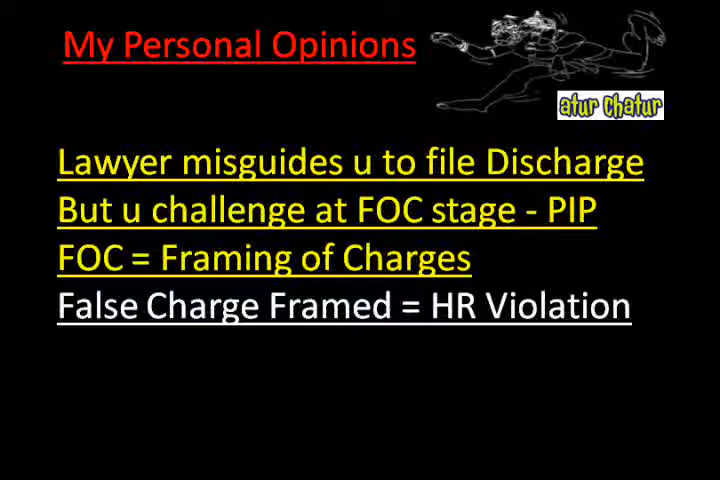 My Personal Opinions
atur chatur
Lawyer misguides u to file Discharge
But u challenge at FOC stage - PIP
FOC = Framing of Charges
False Charge Framed = HR Violation